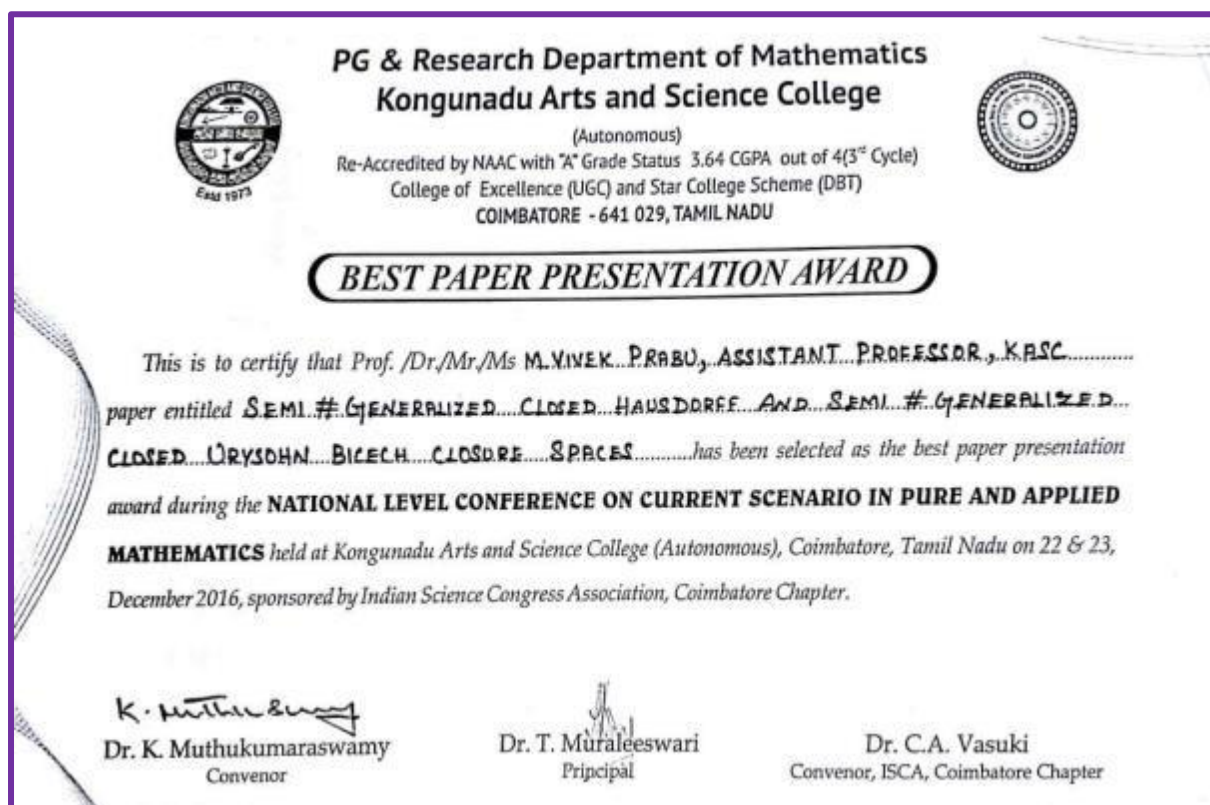 PG & Research Department of Mathematics
Kongunadu Arts and Science College
(Autonomous)
Re-Accredited by NAAC with "A" Grade Status 3.64 CGPA out of 4(3rd Cycle)
College of Excellence (UGC) and Star College Scheme (DBT)
COIMBATORE - 641 029, TAMIL NADU
Estd 1973
BEST PAPER PRESENTATION AWARD
This is to certify that Prof. /Dr./Mr./Ms M.VIVEK PRABU, ASSISTANT PROFESSOR, KASC
paper entitled SEMI # GENERALIZED CLOSED HAUSDORFF AND SEMI # GENERALIZED
CLOSED URYSOHN BICECH CLOSURE SPACES has been selected as the best paper presentation
award during the NATIONAL LEVEL CONFERENCE ON CURRENT SCENARIO IN PURE AND APPLIED
MATHEMATICS held at Kongunadu Arts and Science College (Autonomous), Coimbatore, Tamil Nadu on 22 & 23,
December 2016, sponsored by Indian Science Congress Association, Coimbatore Chapter.
Dr. K. Muthukumaraswamy
Convenor
Dr. T. Muraleeswari
Principal
Dr. C.A. Vasuki
Convenor, ISCA, Coimbatore Chapter